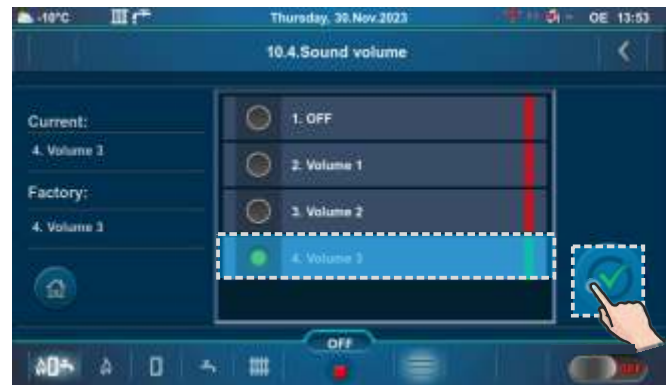 -10°C Thursday, 30.Nov.2023 OE 13:53
10.4.Sound volume
Current:
4. Volume 3
Factory:
4. Volume 3
1. OFF
2. Volume 1
3. Volume 2
4. Volume 3
OFF
OFF